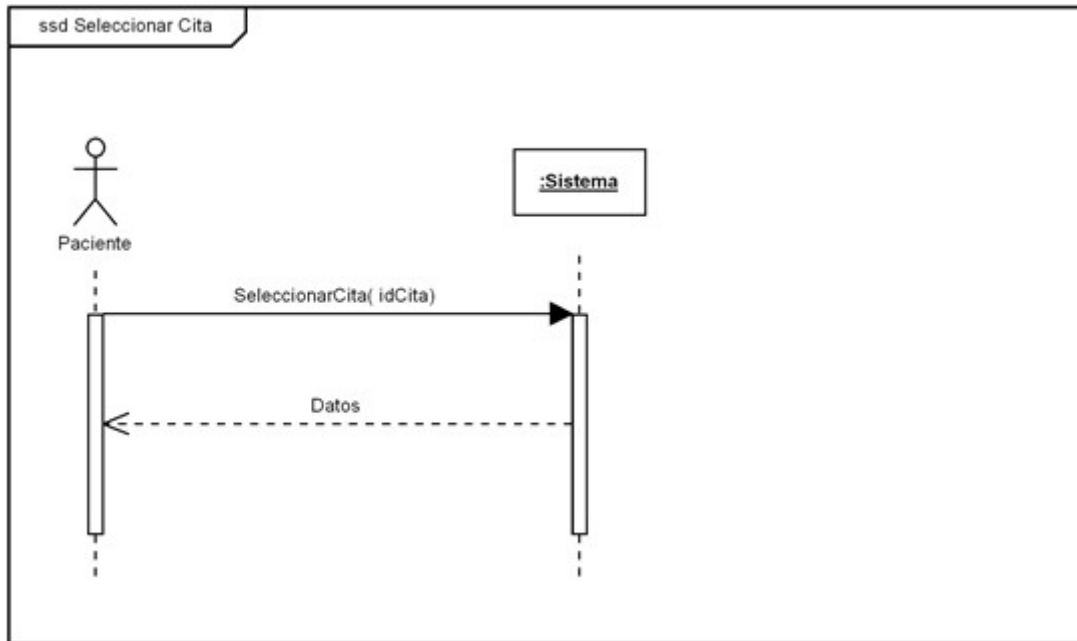 ssd Seleccionar Cita
:Sistema
Paciente
SeleccionarCita( idCita)
Datos